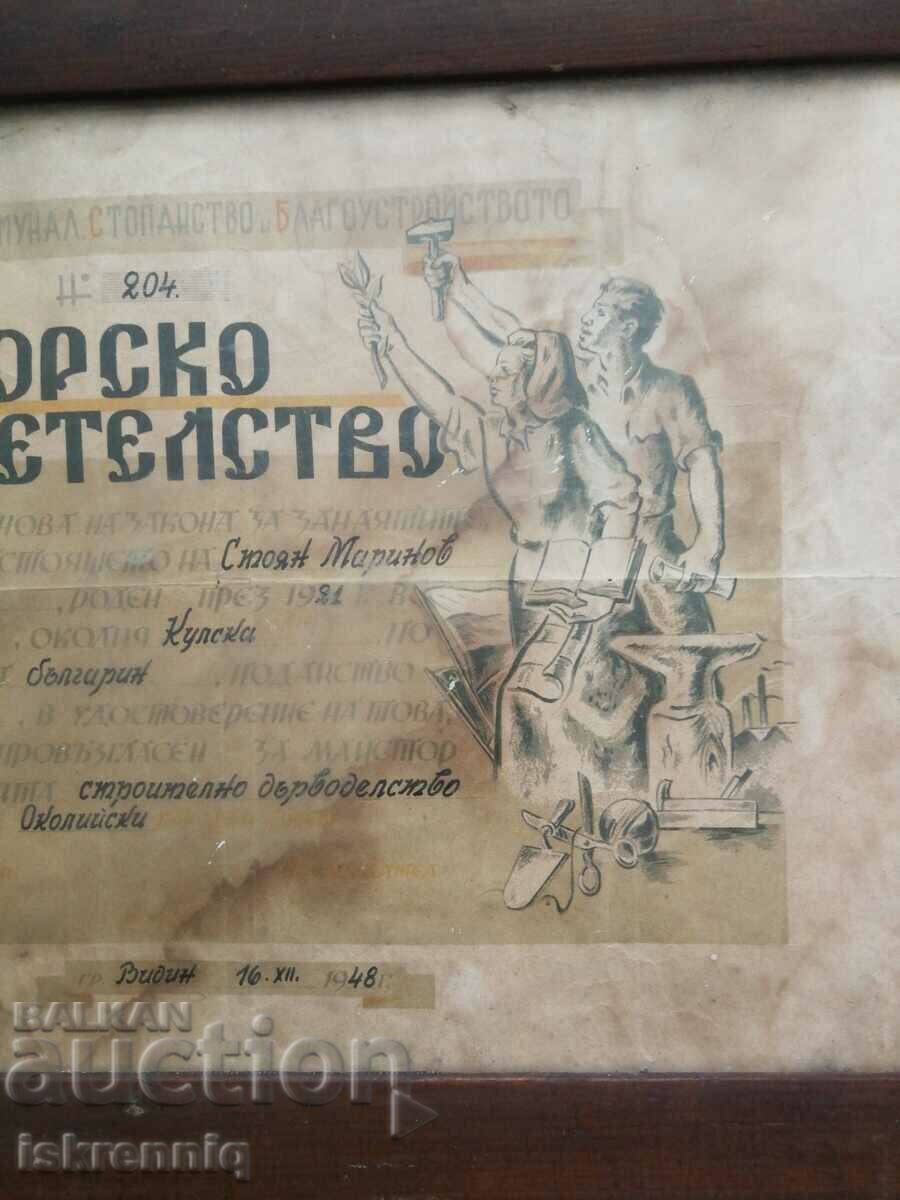 МУНАЛ. СТОПАНСТВО и БЛАГОУСТРОЙСТВОТО
№ 204.
ОРСКО
ЕТЕЛСТВО
НОВА НА ЗАКОНА ЗА ЗАНАЯТИТЕ
СТОЯЩЕТО НА Стоян Маринов
, РОДЕН ПРЕЗ 1921 Г. В
, ОКОЛИЯ Кулска ПО
българин , ПОДАНСТВО
, В УДОСТОВЕРЕНИЕ НА ТОВА,
ПРОВЪЗГЛАСЕН ЗА МАЙСТОР
строително дърводелство
Околийски
ГР. Видин 16. XII. 1948 Г.
BALKAN
auction
iskrenniq